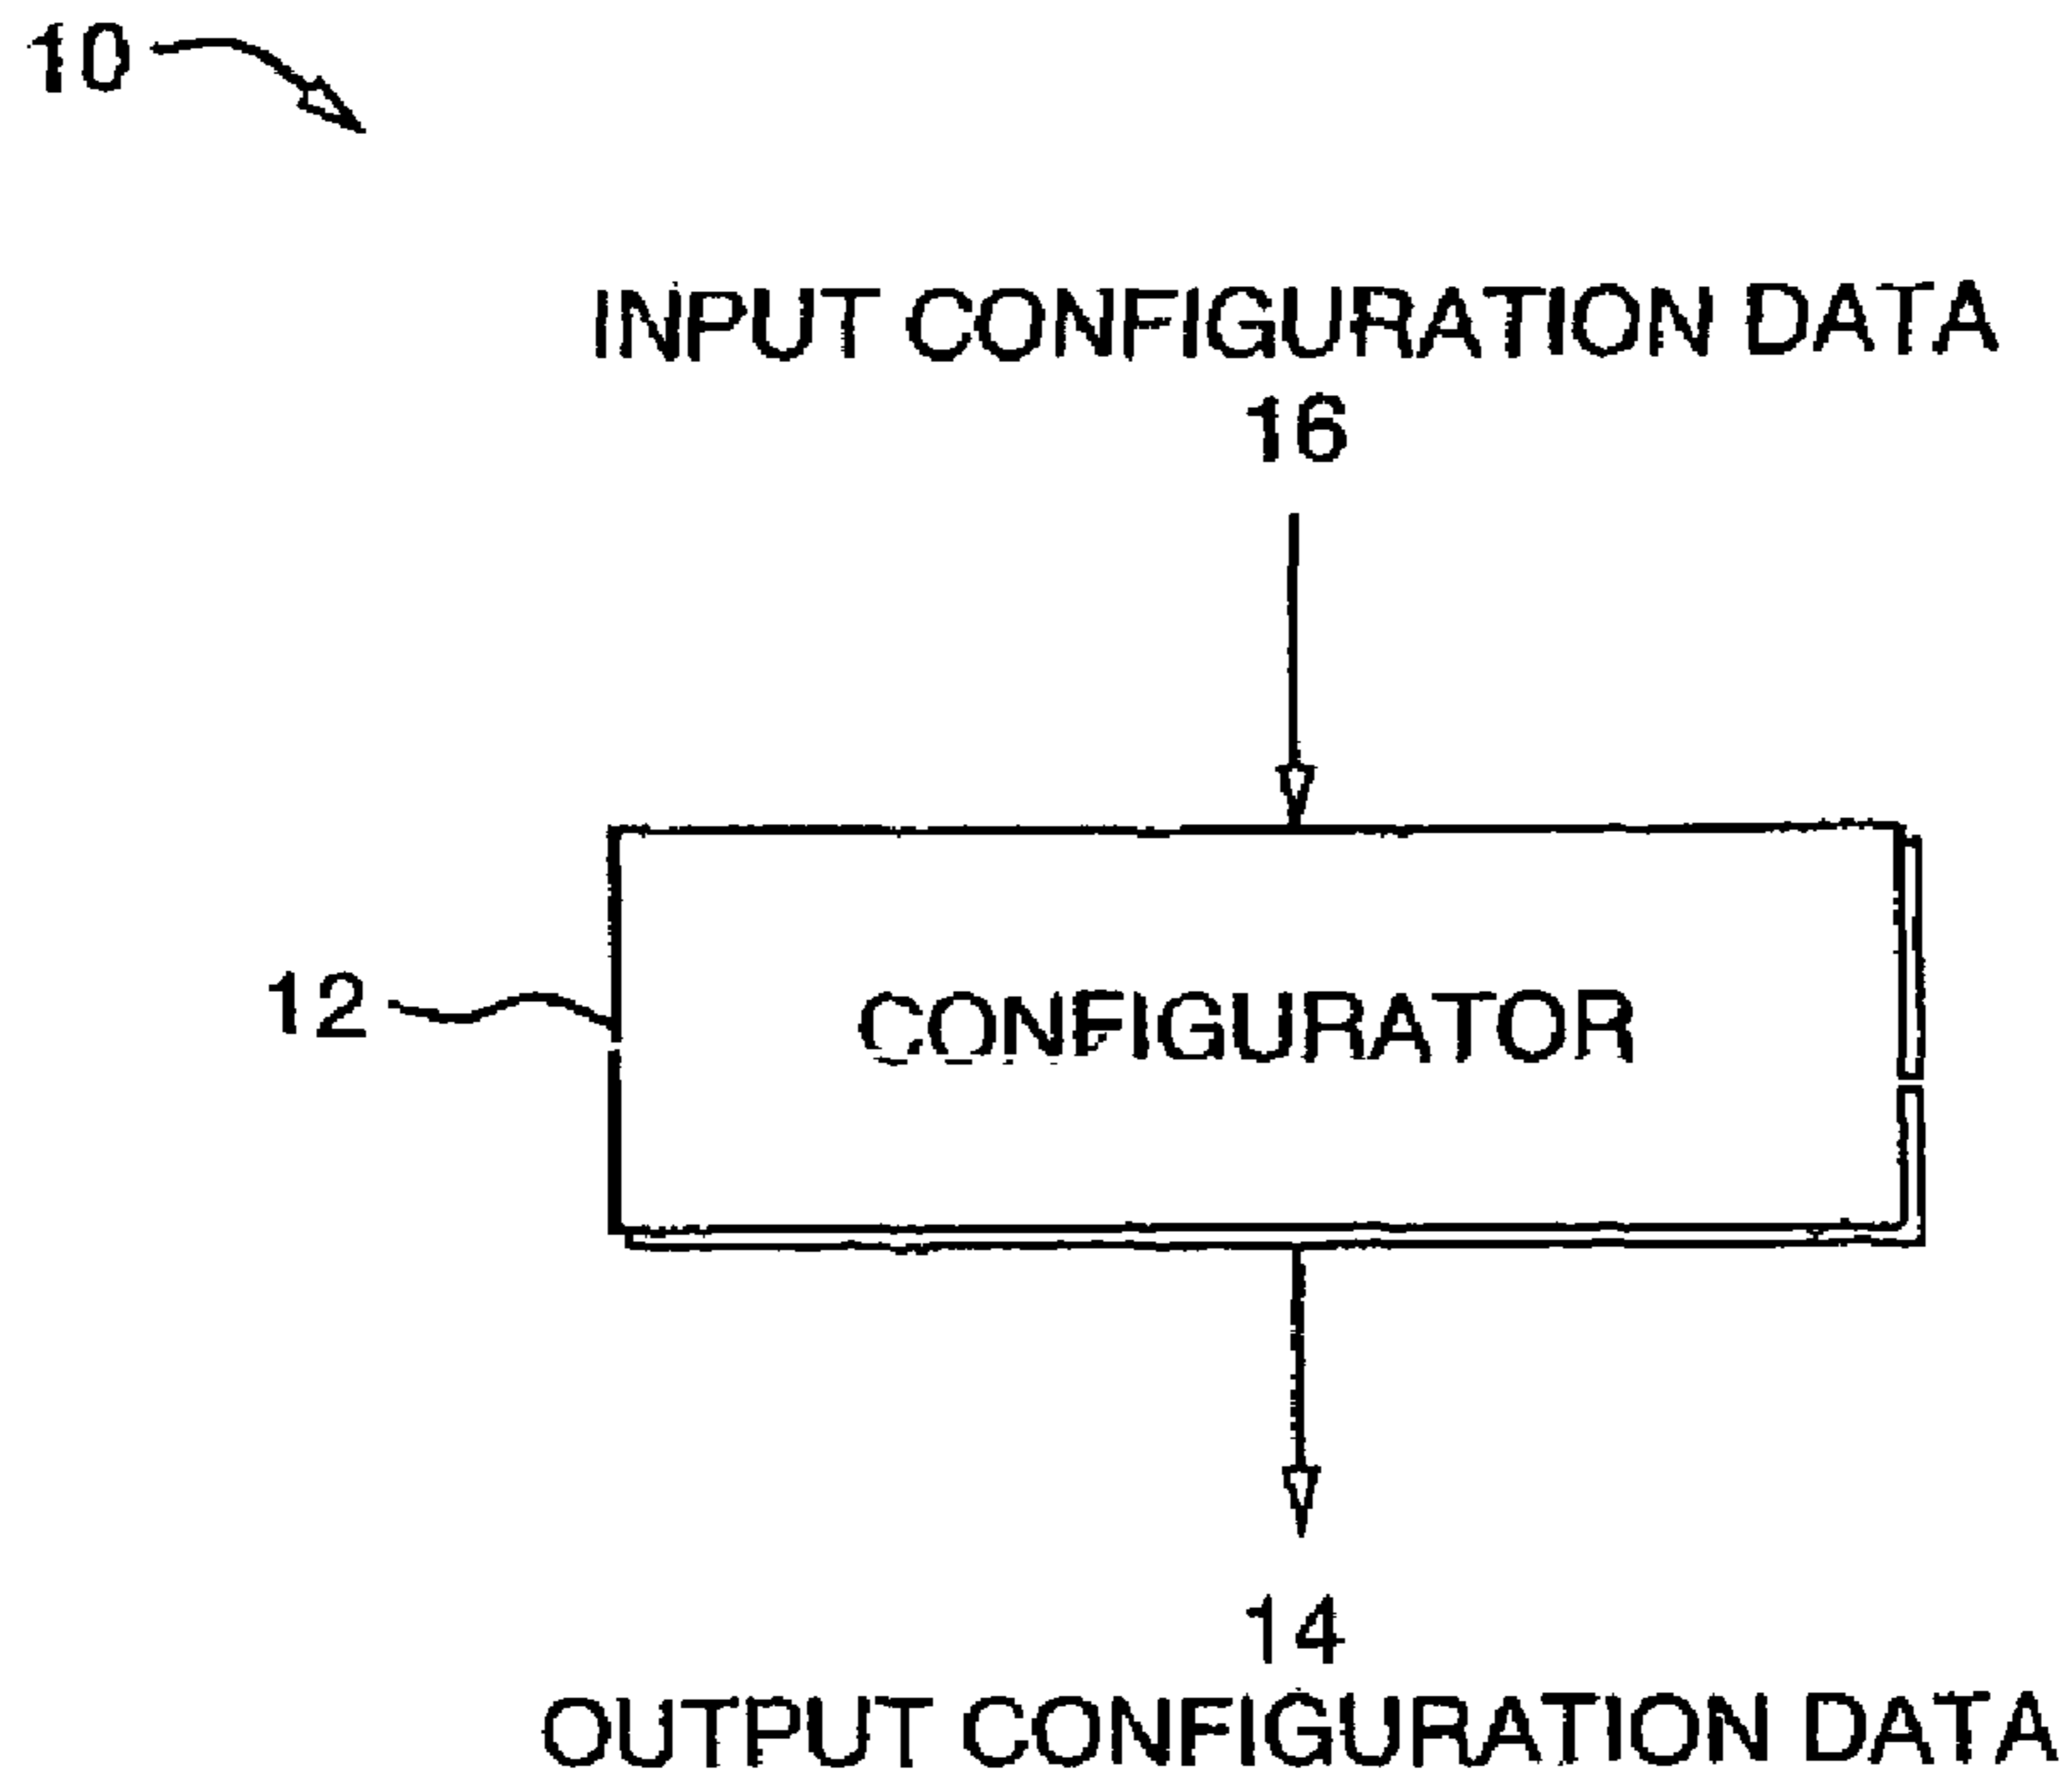 10
INPUT CONFIGURATION DATA
16
12
CONFIGURATOR
14
OUTPUT CONFIGURATION DATA